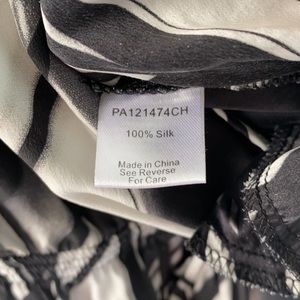 PA121474CH
100% Silk
Made in China
See Reverse
For Care